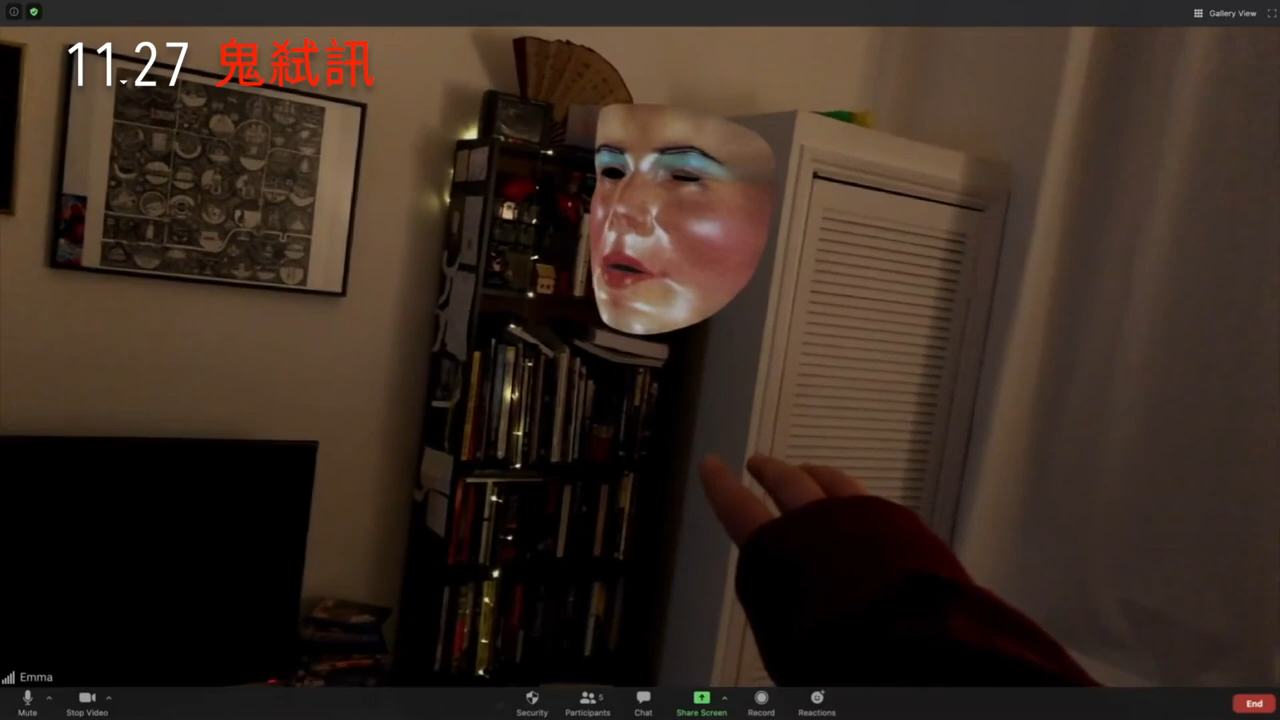 Gallery View
11.27 鬼弒訊
Emma
Mute
Stop Video
Security
Participants
5
Chat
Share Screen
Record
Reactions
End